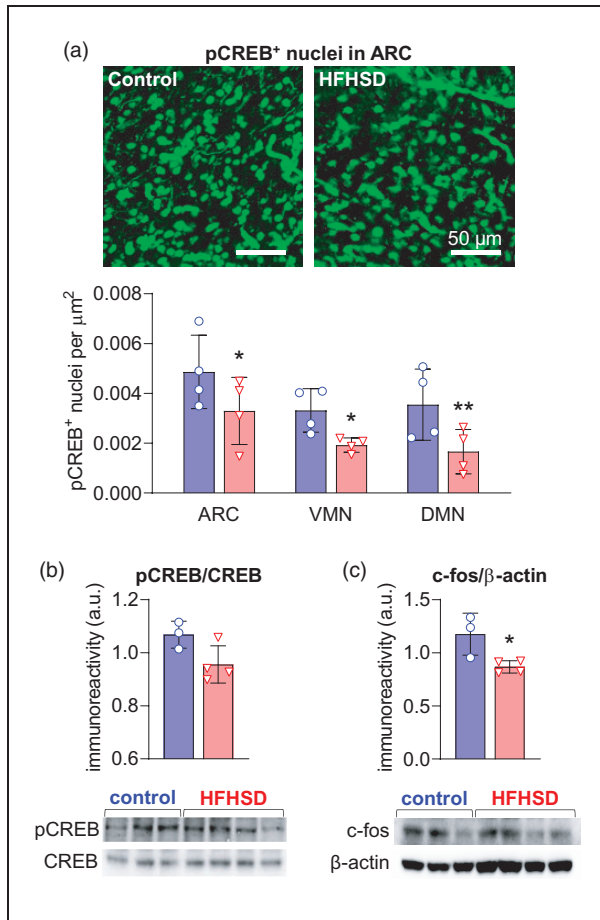 (a)
pCREB⁺ nuclei in ARC
Control
HFHSD
50 μm
pCREB⁺ nuclei per μm²
0.008
0.006
0.004
0.002
0.000
*
*
**
ARC VMN DMN
(b)
pCREB/CREB
immunoreactivity (a.u.)
1.2
1.0
0.8
0.6
control HFHSD
pCREB
CREB
(c)
c-fos/β-actin
immunoreactivity (a.u.)
1.5
1.0
0.5
0.0
*
control HFHSD
c-fos
β-actin